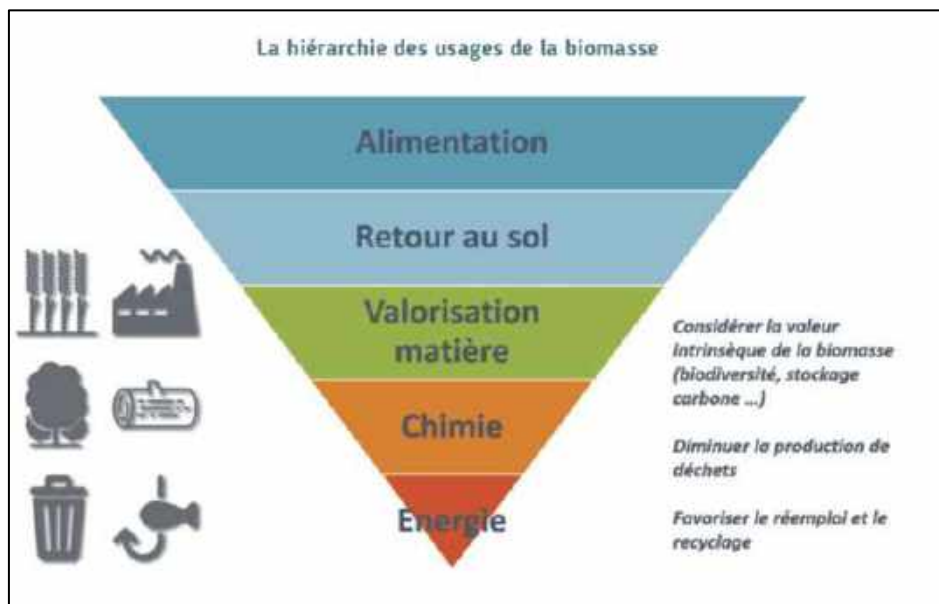 La hiérarchie des usages de la biomasse
Alimentation
Retour au sol
Valorisation
matière
Chimie
Énergie
Considérer la valeur
intrinsèque de la biomasse
(biodiversité, stockage
carbone ...)
Diminuer la production de
déchets
Favoriser le réemploi et le
recyclage